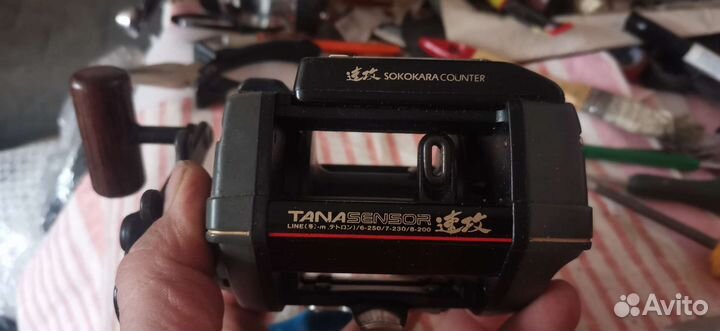 速攻 SOKOKARA COUNTER
TANASENSOR 速攻
LINE(号)-m テトロン)/6-250/7-230/8-200
Avito